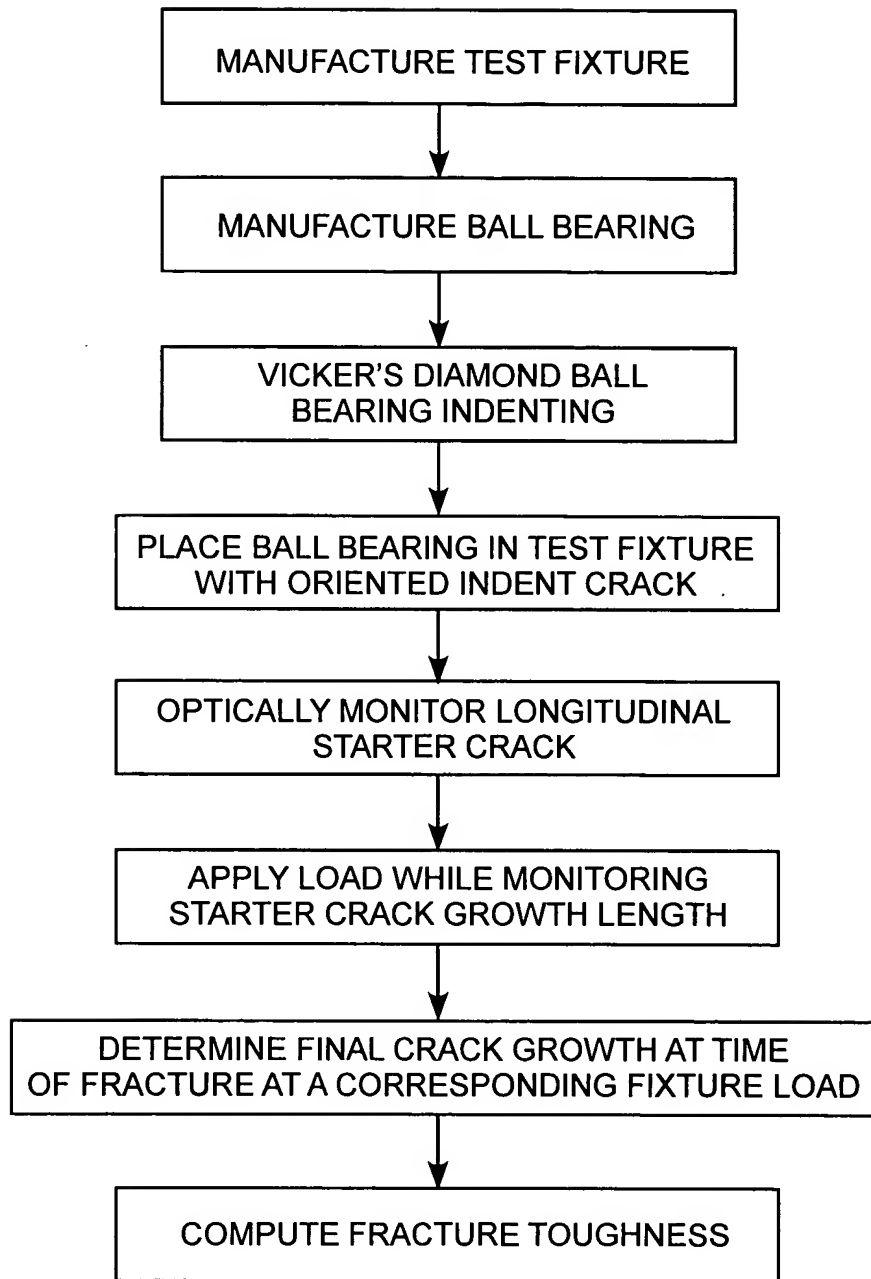 MANUFACTURE TEST FIXTURE
MANUFACTURE BALL BEARING
VICKER'S DIAMOND BALL
BEARING INDENTING
PLACE BALL BEARING IN TEST FIXTURE
WITH ORIENTED INDENT CRACK
OPTICALLY MONITOR LONGITUDINAL
STARTER CRACK
APPLY LOAD WHILE MONITORING
STARTER CRACK GROWTH LENGTH
DETERMINE FINAL CRACK GROWTH AT TIME
OF FRACTURE AT A CORRESPONDING FIXTURE LOAD
COMPUTE FRACTURE TOUGHNESS